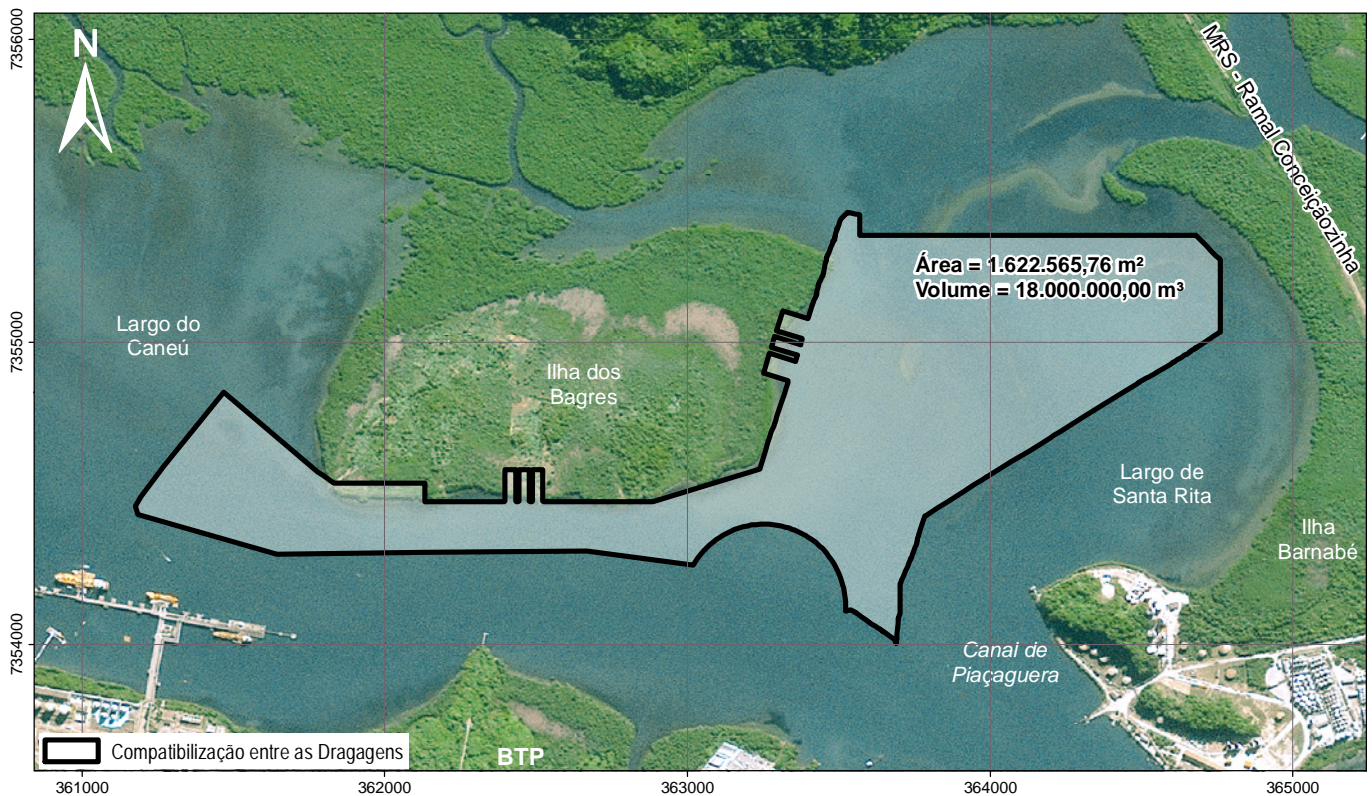 7356000
N
MRS - Ramal Conceiçãozinha
Área = 1.622.565,76 m²
Volume = 18.000.000,00 m³
Largo do
Caneú
7355000
Ilha dos
Bagres
Largo de
Santa Rita
Ilha
Barnabé
7354000
Canal de
Piaçaguera
Compatibilização entre as Dragagens
BTP
361000
362000
363000
364000
365000